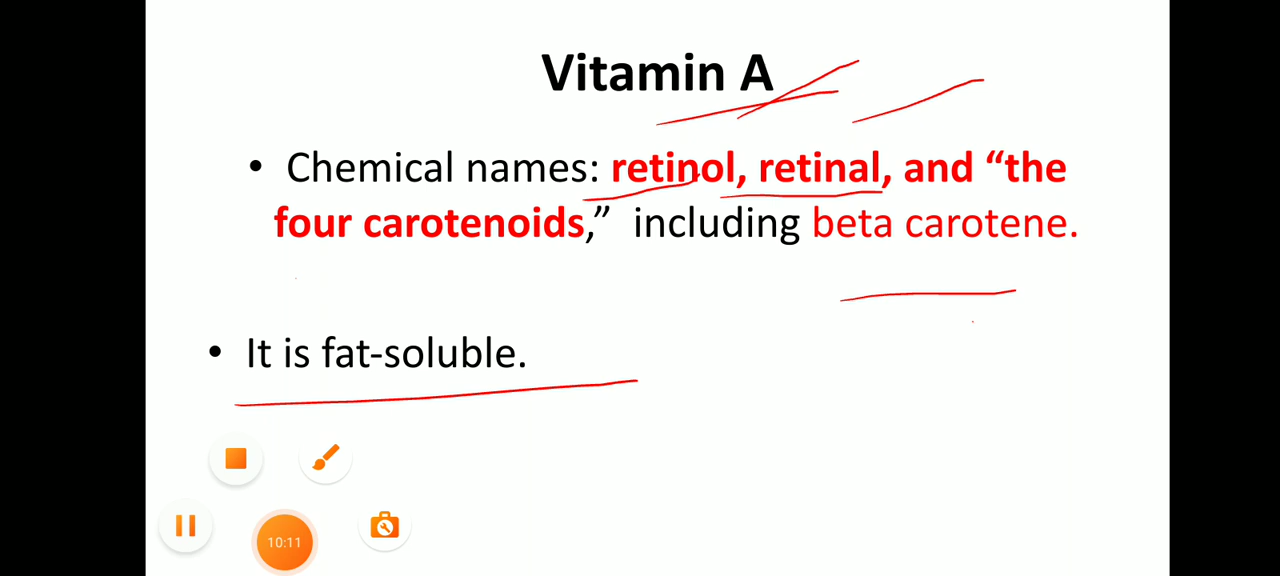 Vitamin A
• Chemical names: retinol, retinal, and “the
four carotenoids,” including beta carotene.
• It is fat-soluble.
10:11